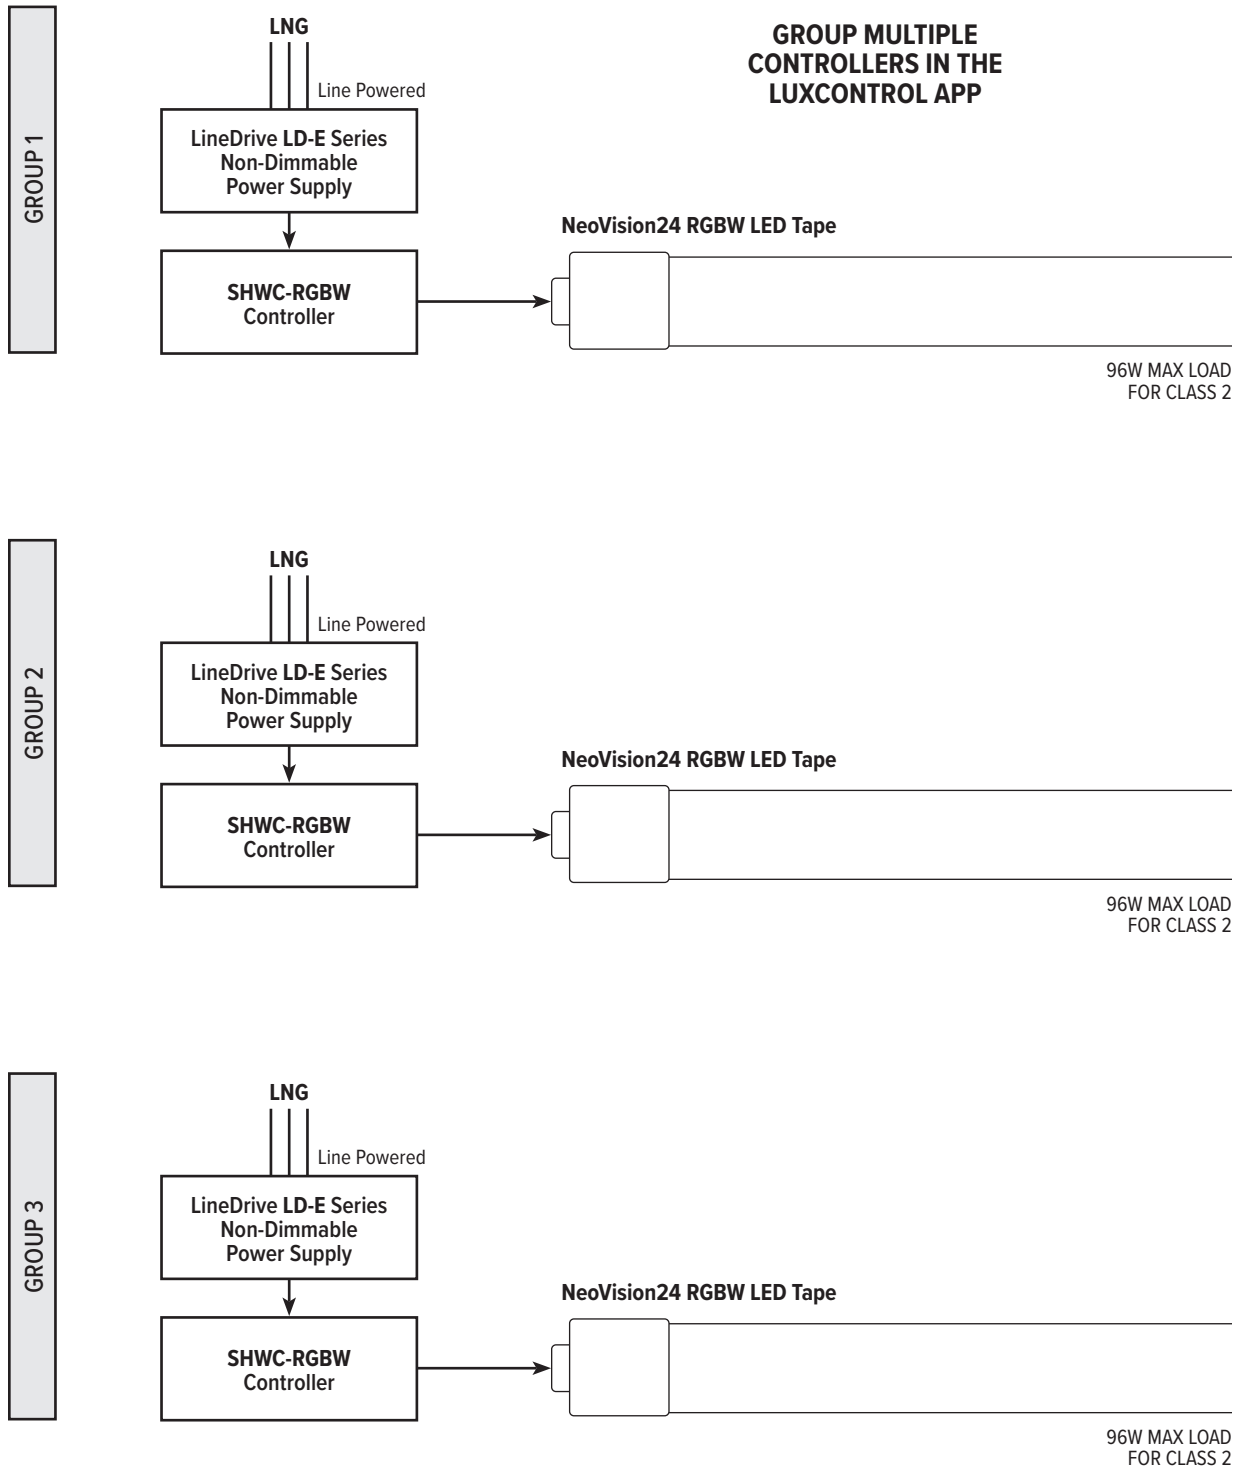 GROUP MULTIPLE
CONTROLLERS IN THE
LUXCONTROL APP
GROUP 1
LNG
Line Powered
LineDrive LD-E Series
Non-Dimmable
Power Supply
SHWC-RGBW
Controller
NeoVision24 RGBW LED Tape
96W MAX LOAD
FOR CLASS 2
GROUP 2
LNG
Line Powered
LineDrive LD-E Series
Non-Dimmable
Power Supply
SHWC-RGBW
Controller
NeoVision24 RGBW LED Tape
96W MAX LOAD
FOR CLASS 2
GROUP 3
LNG
Line Powered
LineDrive LD-E Series
Non-Dimmable
Power Supply
SHWC-RGBW
Controller
NeoVision24 RGBW LED Tape
96W MAX LOAD
FOR CLASS 2